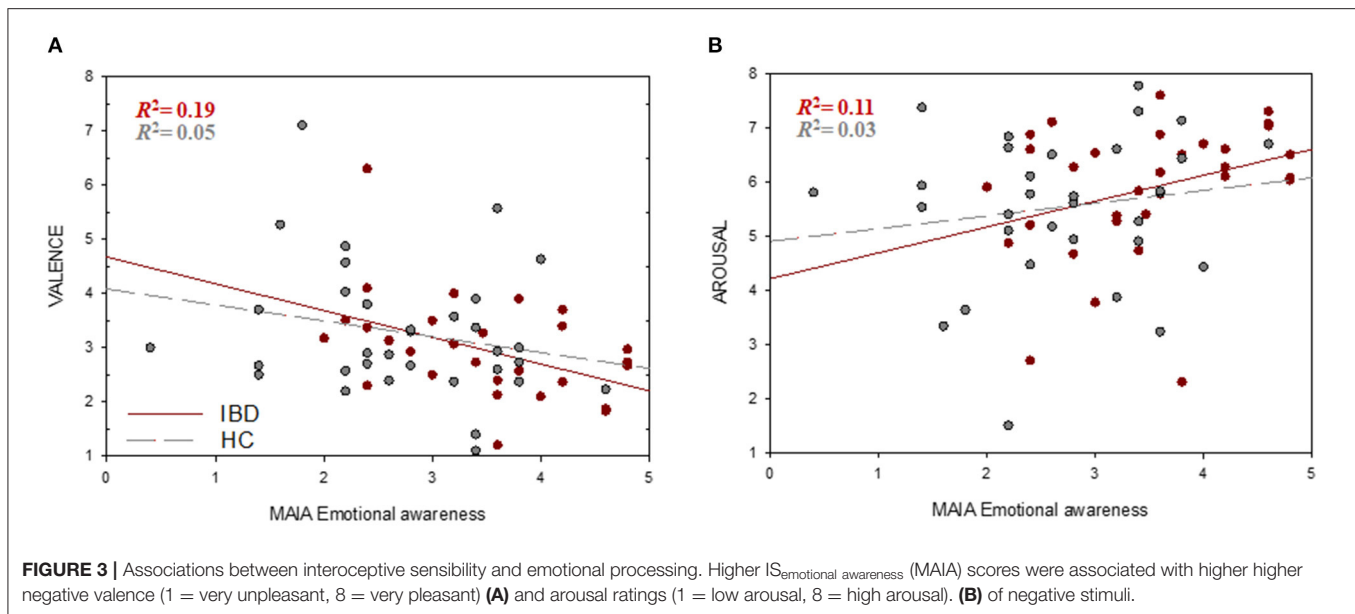 A
R²= 0.19
R²= 0.05
VALENCE
8
7
6
5
4
3
2
1
IBD
HC
0 1 2 3 4 5
MAIA Emotional awareness
B
R²= 0.11
R²= 0.03
AROUSAL
8
7
6
5
4
3
2
1
0 1 2 3 4 5
MAIA Emotional awareness
FIGURE 3 | Associations between interoceptive sensibility and emotional processing. Higher IS emotional awareness (MAIA) scores were associated with higher higher
negative valence (1 = very unpleasant, 8 = very pleasant) (A) and arousal ratings (1 = low arousal, 8 = high arousal). (B) of negative stimuli.